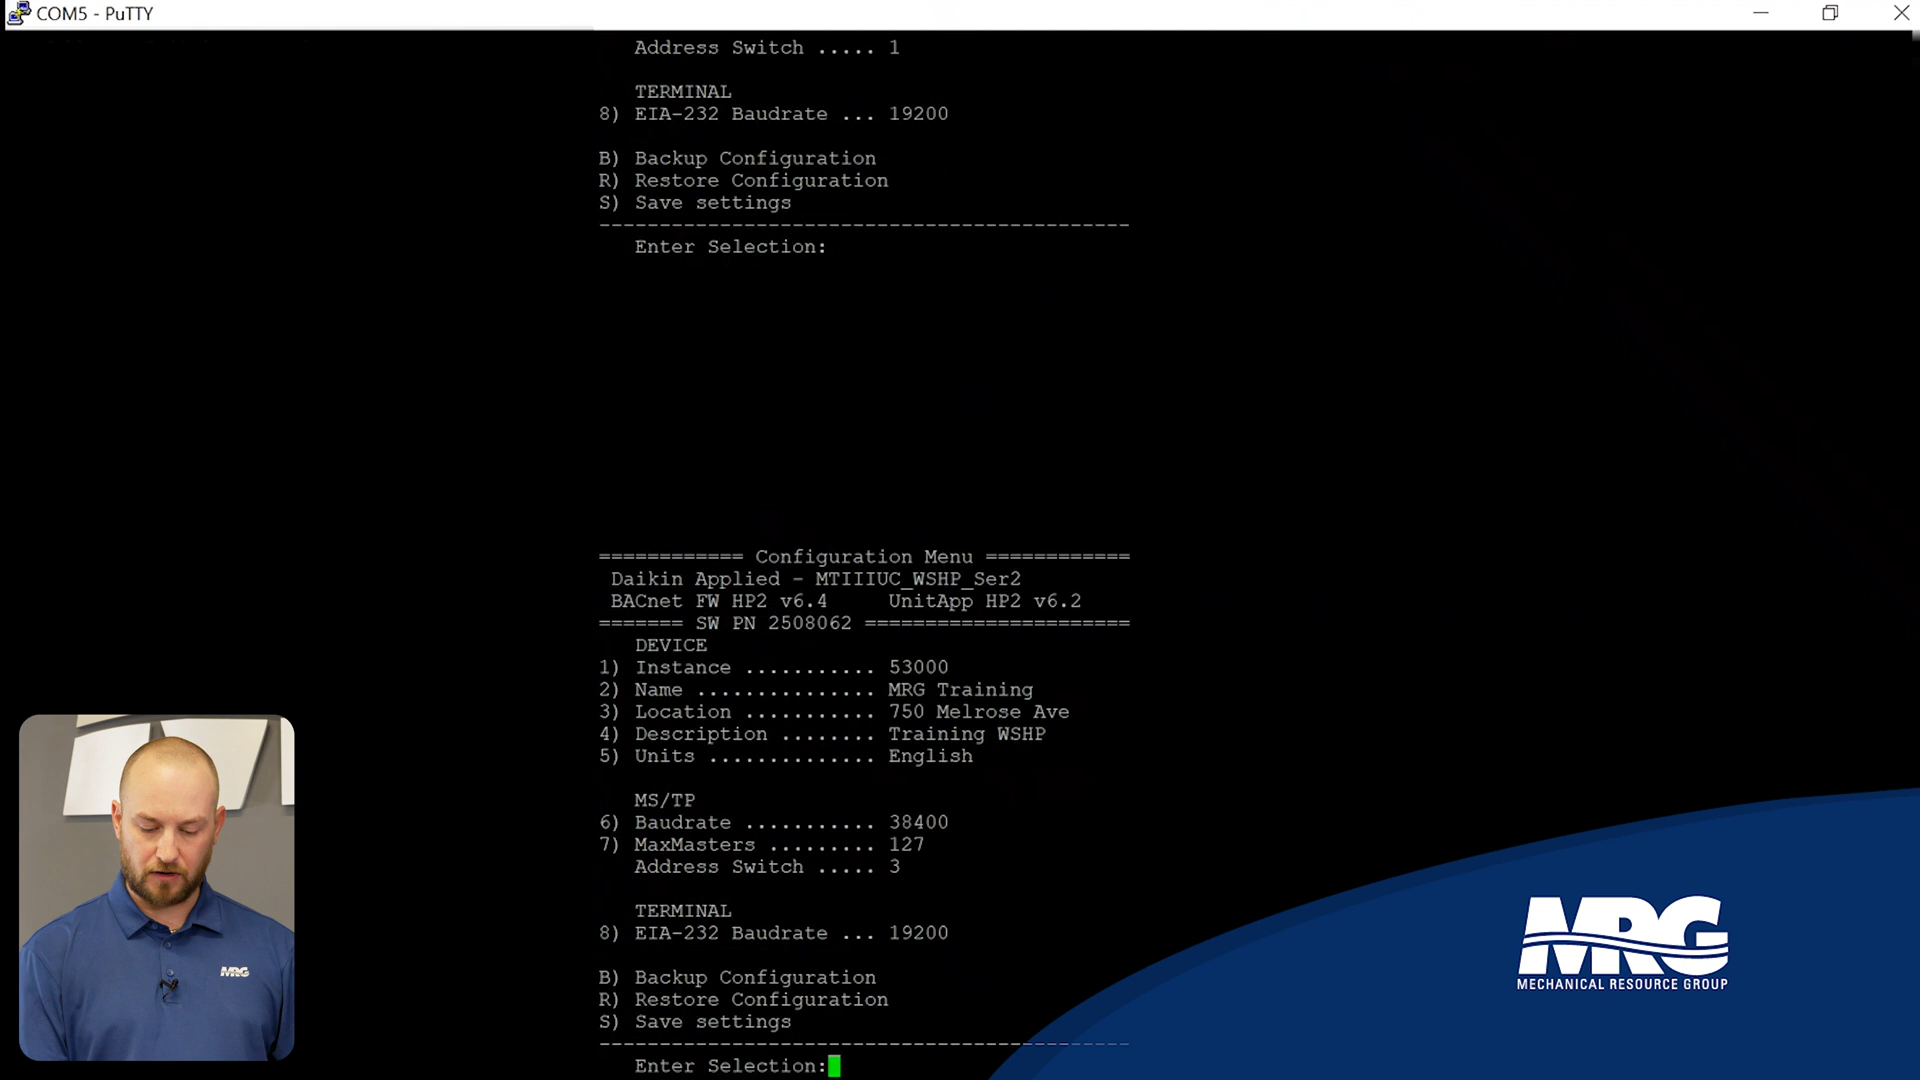 COM5 - PuTTY
Address Switch ..... 1
TERMINAL
8) EIA-232 Baudrate ... 19200
B) Backup Configuration
R) Restore Configuration
S) Save settings
--------------------------------------------
Enter Selection:
============ Configuration Menu ============
Daikin Applied - MTIIIUC_WSHP_Ser2
BACnet FW HP2 v6.4     UnitApp HP2 v6.2
======= SW PN 2508062 ======================
DEVICE
1) Instance ........... 53000
2) Name ............... MRG Training
3) Location ........... 750 Melrose Ave
4) Description ........ Training WSHP
5) Units .............. English
MS/TP
6) Baudrate ........... 38400
7) MaxMasters ......... 127
Address Switch ..... 3
TERMINAL
8) EIA-232 Baudrate ... 19200
B) Backup Configuration
R) Restore Configuration
S) Save settings
--------------------------------------------
Enter Selection:
MRG
MRG
MECHANICAL RESOURCE GROUP